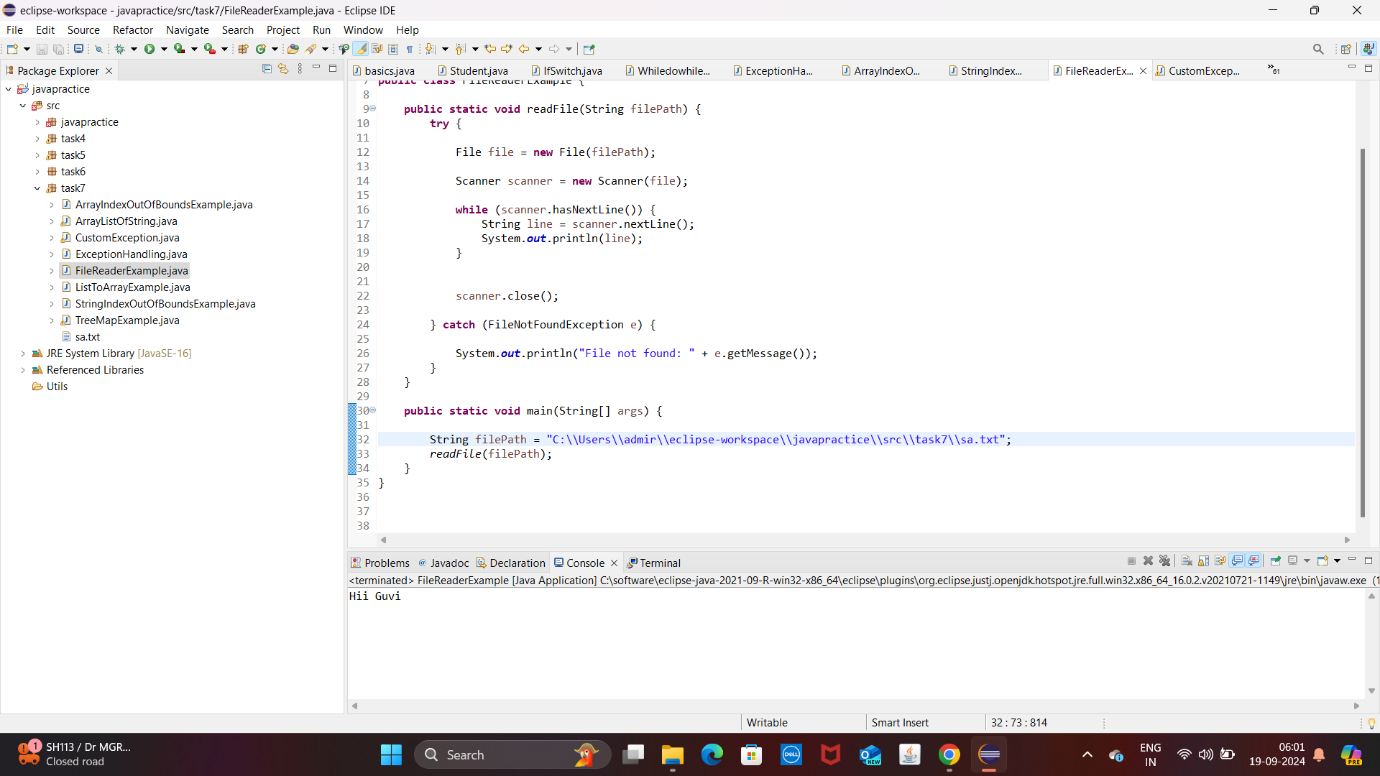 eclipse-workspace - javapractice/src/task7/FileReaderExample.java - Eclipse IDE
File Edit Source Refactor Navigate Search Project Run Window Help
Package Explorer
javapractice
src
javapractice
task4
task5
task6
task7
ArrayIndexOutOfBoundsExample.java
ArrayListOfString.java
CustomException.java
ExceptionHandling.java
FileReaderExample.java
ListToArrayExample.java
StringIndexOutOfBoundsExample.java
TreeMapExample.java
sa.txt
JRE System Library [JavaSE-16]
Referenced Libraries
Utils
basics.java Student.java IfSwitch.java Whiledowhile... ExceptionHa... ArrayIndexO... StringIndex... FileReaderEx... CustomExcep... »61
7 public class FileReaderExample {
8
9 public static void readFile(String filePath) {
10 try {
11
12 File file = new File(filePath);
13
14 Scanner scanner = new Scanner(file);
15
16 while (scanner.hasNextLine()) {
17 String line = scanner.nextLine();
18 System.out.println(line);
19 }
20
21
22 scanner.close();
23
24 } catch (FileNotFoundException e) {
25
26 System.out.println("File not found: " + e.getMessage());
27 }
28 }
29
30 public static void main(String[] args) {
31
32 String filePath = "C:\\Users\\admir\\eclipse-workspace\\javapractice\\src\\task7\\sa.txt";
33 readFile(filePath);
34 }
35 }
36
37
38
Problems @ Javadoc Declaration Console Terminal
<terminated> FileReaderExample [Java Application] C:\software\eclipse-java-2021-09-R-win32-x86_64\eclipse\plugins\org.eclipse.justj.openjdk.hotspot.jre.full.win32.x86_64_16.0.2.v20210721-1149\jre\bin\javaw.exe (1
Hii Guvi
Writable Smart Insert 32 : 73 : 814
1
SH113 / Dr MGR...
Closed road
Search
DELL
NEW
ENG
IN
06:01
19-09-2024
PRE